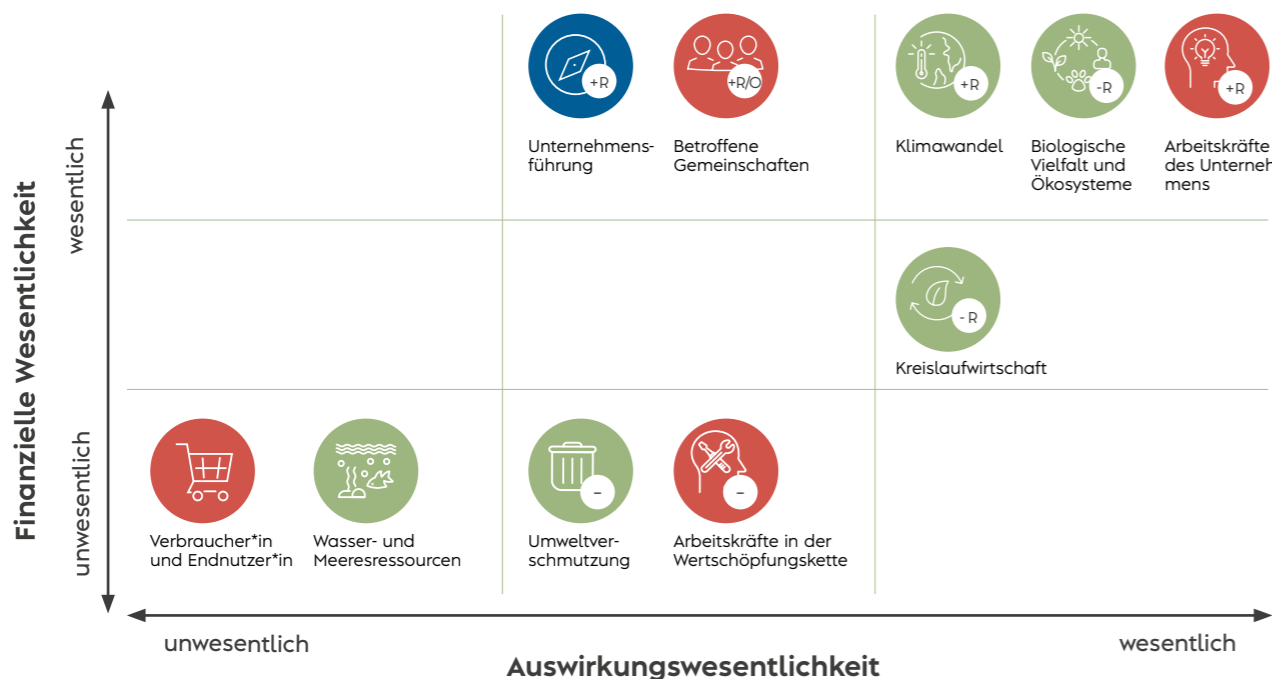 +R
+R/O
+R
-R
+R
Unternehmens-
führung
Betroffene
Gemeinschaften
Klimawandel
Biologische
Vielfalt und
Ökosysteme
Arbeitskräfte
des Unterneh
mens
- R
Kreislaufwirtschaft
–
–
Verbraucher*in
und Endnutzer*in
Wasser- und
Meeresressourcen
Umweltver-
schmutzung
Arbeitskräfte in der
Wertschöpfungskette
Finanzielle Wesentlichkeit
wesentlich
unwesentlich
unwesentlich
wesentlich
Auswirkungswesentlichkeit